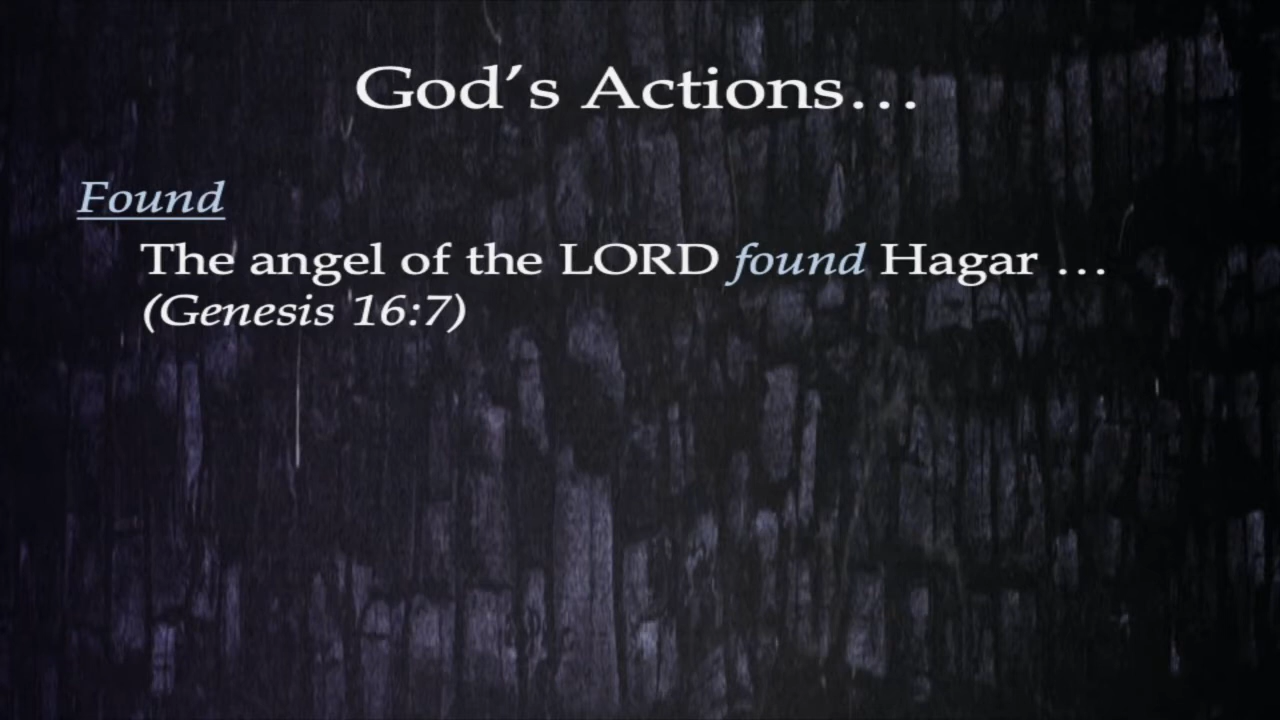 God’s Actions…
Found
The angel of the LORD found Hagar …
(Genesis 16:7)